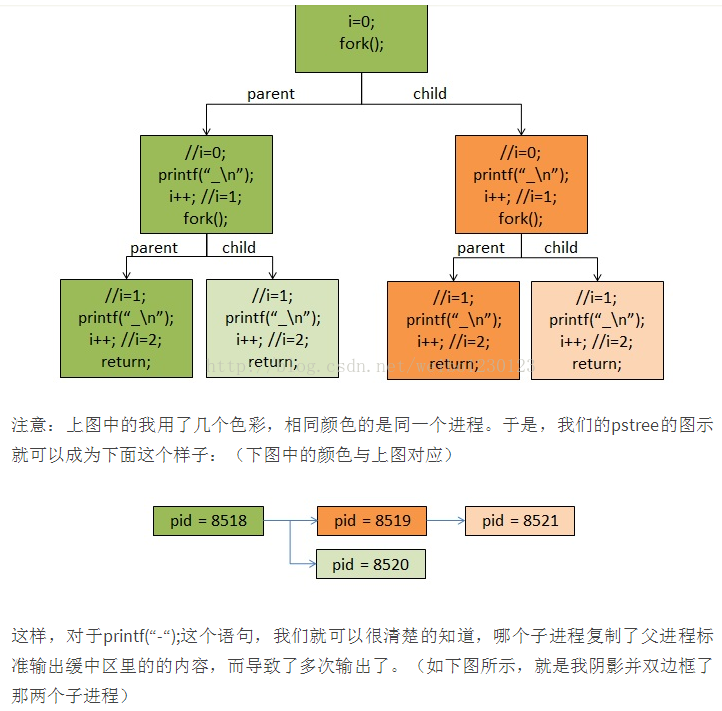 i=0;
fork();
parent
child
//i=0;
printf(“_\n”);
i++; //i=1;
fork();
//i=0;
printf(“_\n”);
i++; //i=1;
fork();
parent
child
parent
child
//i=1;
printf(“_\n”);
i++; //i=2;
return;
//i=1;
printf(“_\n”);
i++; //i=2;
return;
//i=1;
printf(“_\n”);
i++; //i=2;
return;
//i=1;
printf(“_\n”);
i++; //i=2;
return;
注意：上图中的我用了几个色彩，相同颜色的是同一个进程。于是，我们的pstree的图示
就可以成为下面这个样子：（下图中的颜色与上图对应）
pid = 8518
pid = 8519
pid = 8521
pid = 8520
这样，对于printf(“-“);这个语句，我们就可以很清楚的知道，哪个子进程复制了父进程标
准输出缓中区里的的内容，而导致了多次输出了。（如下图所示，就是我阴影并双边框了
那两个子进程）